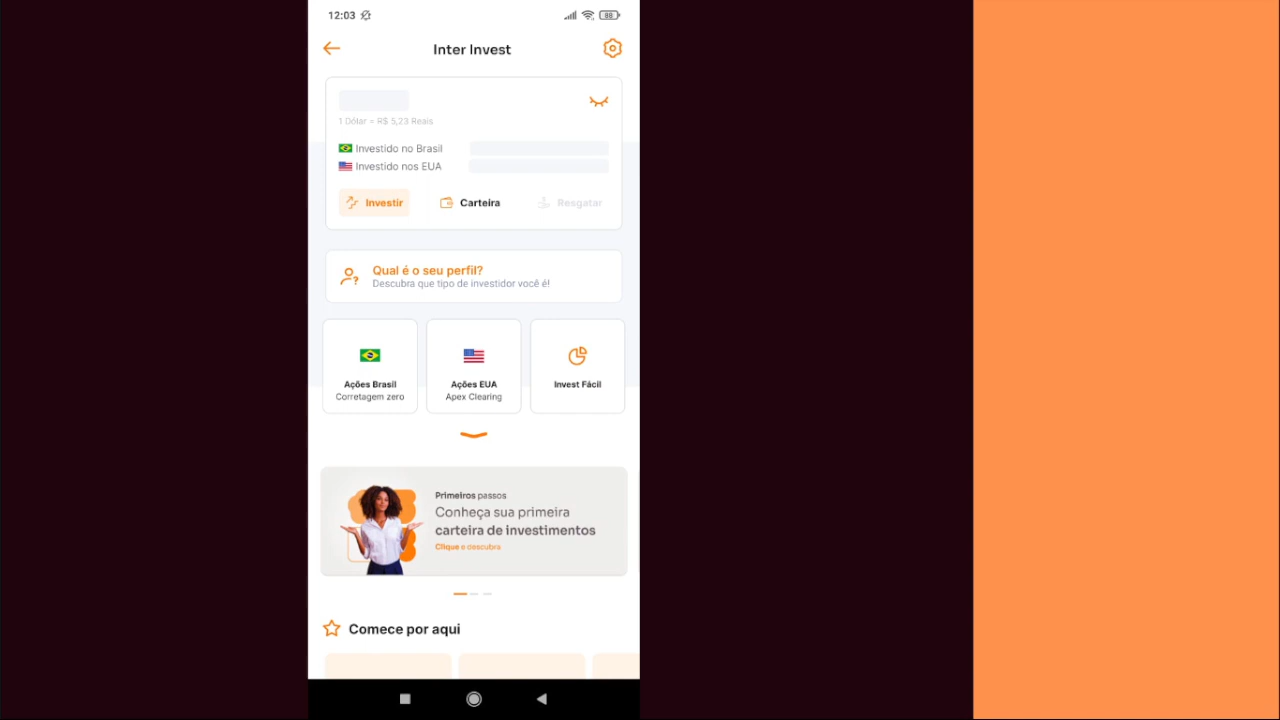 12:03
88
Inter Invest
1 Dólar = R$ 5,23 Reais
Investido no Brasil
Investido nos EUA
Investir
Carteira
Resgatar
Qual é o seu perfil?
Descubra que tipo de investidor você é!
Ações Brasil
Corretagem zero
Ações EUA
Apex Clearing
Invest Fácil
Primeiros passos
Conheça sua primeira
carteira de investimentos
Clique e descubra
Comece por aqui